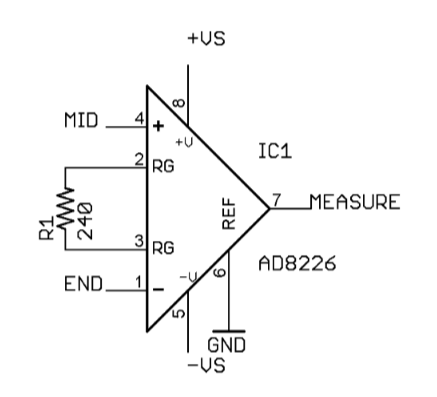 +VS
8
MID 4 + +V
IC1
2 RG
R1 240
REF
7 MEASURE
3 RG
AD8226
END 1 - -V
6
5
GND
-VS